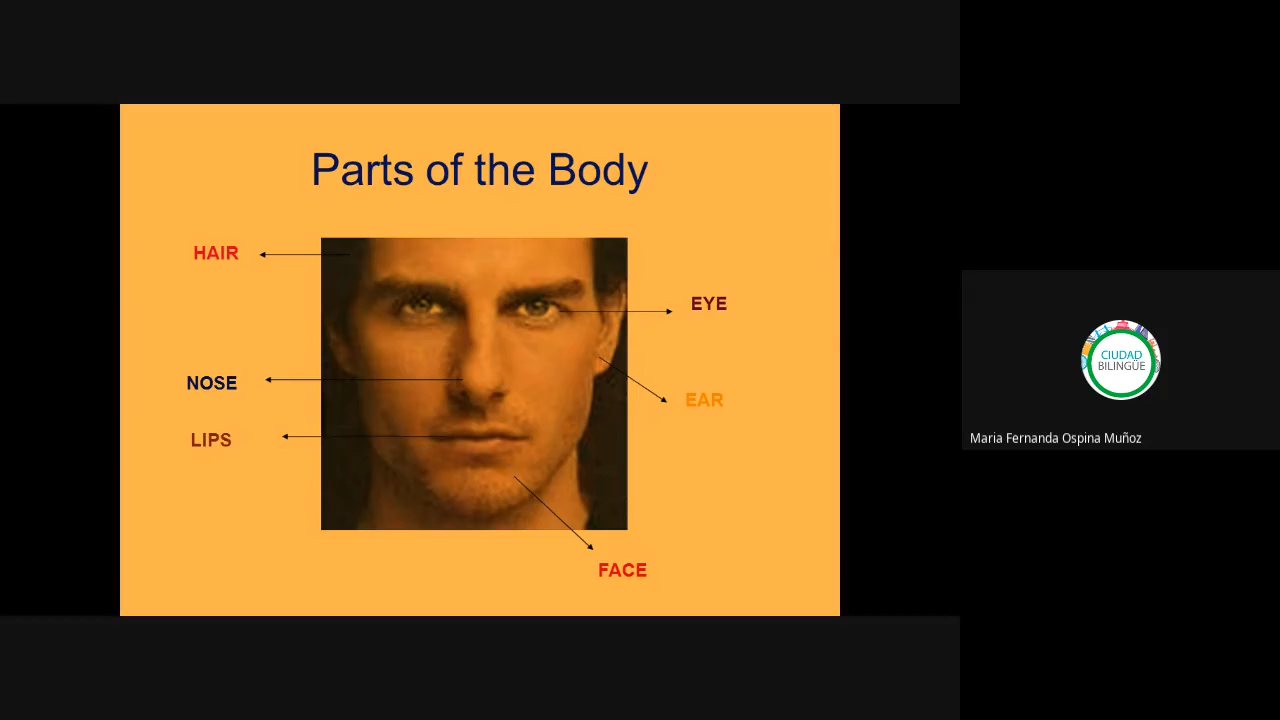 Parts of the Body
HAIR
EYE
NOSE
EAR
LIPS
FACE
CIUDAD
BILINGÜE
Maria Fernanda Ospina Muñoz